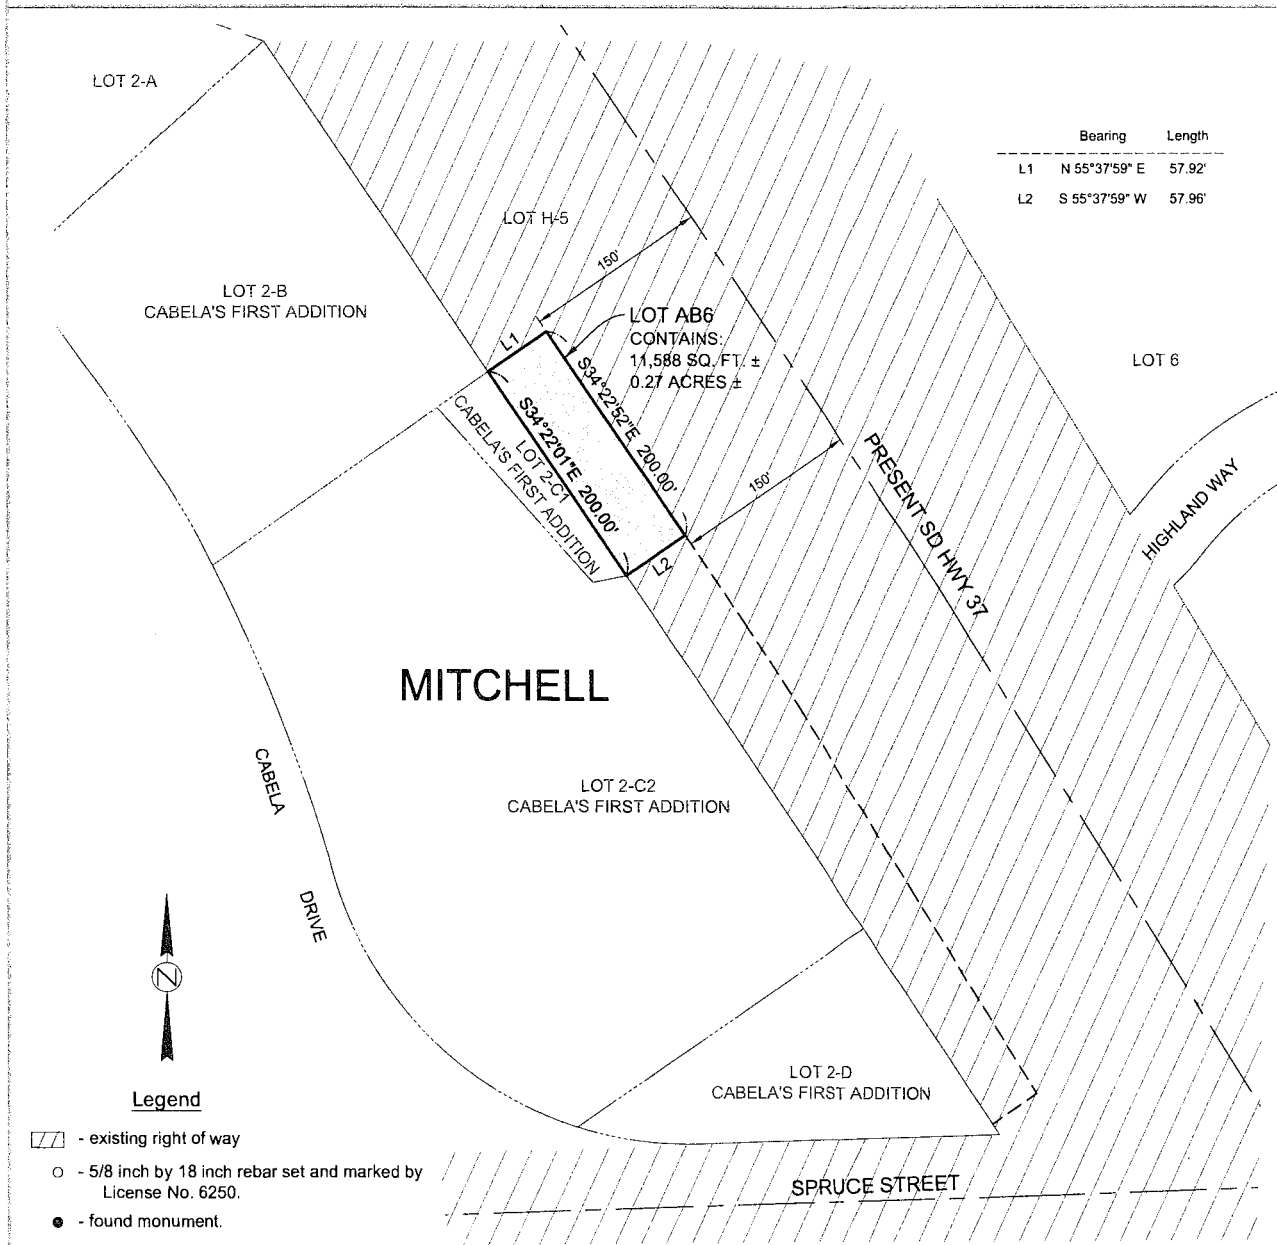 LOT 2-A
Bearing Length
L1 N 55°37'59" E 57.92'
L2 S 55°37'59" W 57.96'
LOT H-5
150'
LOT 2-B
CABELA'S FIRST ADDITION
LOT AB6
CONTAINS:
11,588 SQ. FT. ±
0.27 ACRES ±
L1
LOT 6
S34°22'52"E 200.00'
S34°22'01"E 200.00'
LOT 2-C1
CABELA'S FIRST ADDITION
150'
PRESENT SD HWY 37
HIGHLAND WAY
L2
MITCHELL
CABELA
DRIVE
LOT 2-C2
CABELA'S FIRST ADDITION
N
LOT 2-D
CABELA'S FIRST ADDITION
Legend
- existing right of way
- 5/8 inch by 18 inch rebar set and marked by
License No. 6250.
- found monument.
SPRUCE STREET